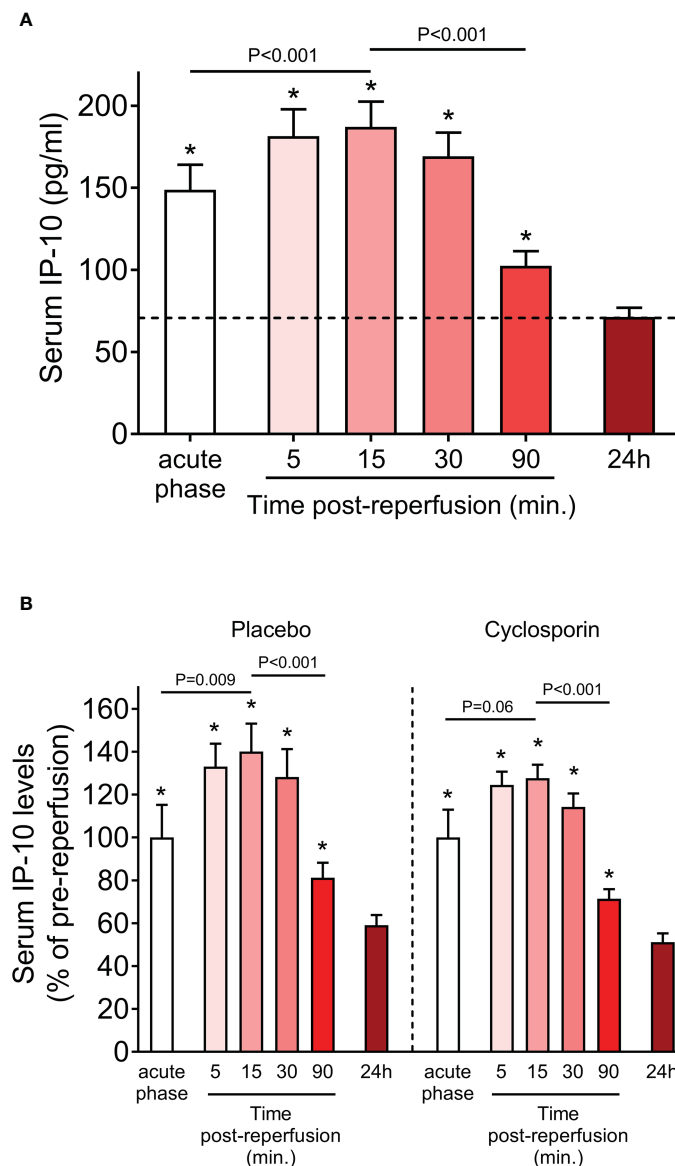 A
P<0.001
P<0.001
* * * * *
Serum IP-10 (pg/ml)
200
150
100
50
0
acute
phase
5 15 30 90 24h
Time post-reperfusion (min.)
B
Placebo Cyclosporin
P=0.009 P<0.001
P=0.06 P<0.001
* * * * * * * * * *
Serum IP-10 levels
(% of pre-reperfusion)
160
140
120
100
80
60
40
20
0
acute
phase
5 15 30 90 24h
Time
post-reperfusion
(min.)
acute
phase
5 15 30 90 24h
Time
post-reperfusion
(min.)